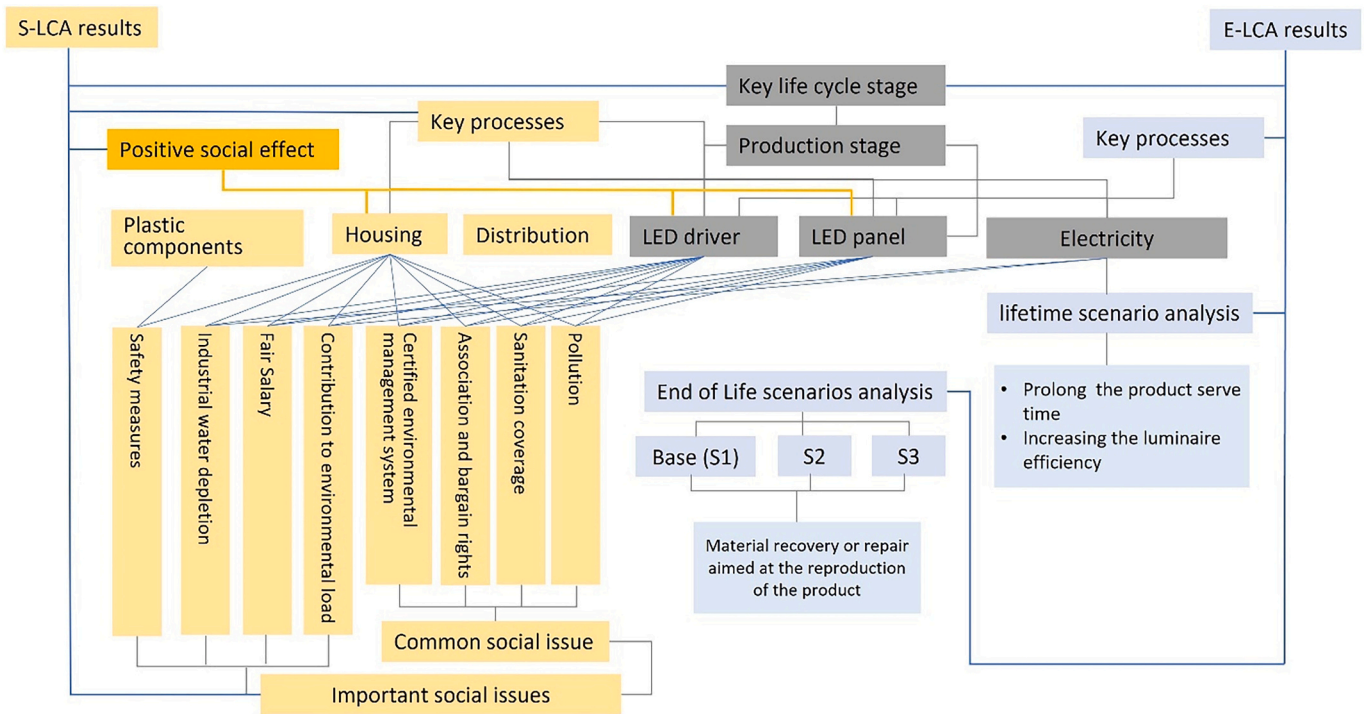 S-LCA results
E-LCA results
Key life cycle stage
Key processes
Positive social effect
Production stage
Key processes
Plastic
components
Housing
Distribution
LED driver
LED panel
Electricity
lifetime scenario analysis
Safety measures
Industrial water depletion
Fair Salary
Contribution to environmental load
Certified environmental
management system
Association and bargain rights
Sanitation coverage
Pollution
• Prolong the product serve
time
• Increasing the luminaire
efficiency
End of Life scenarios analysis
Base (S1)
S2
S3
Material recovery or repair
aimed at the reproduction
of the product
Common social issue
Important social issues